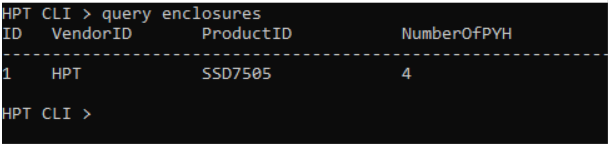 HPT CLI > query enclosures
ID VendorID ProductID NumberOfPYH
-------------------------------------------------------------
1 HPT SSD7505 4
HPT CLI >